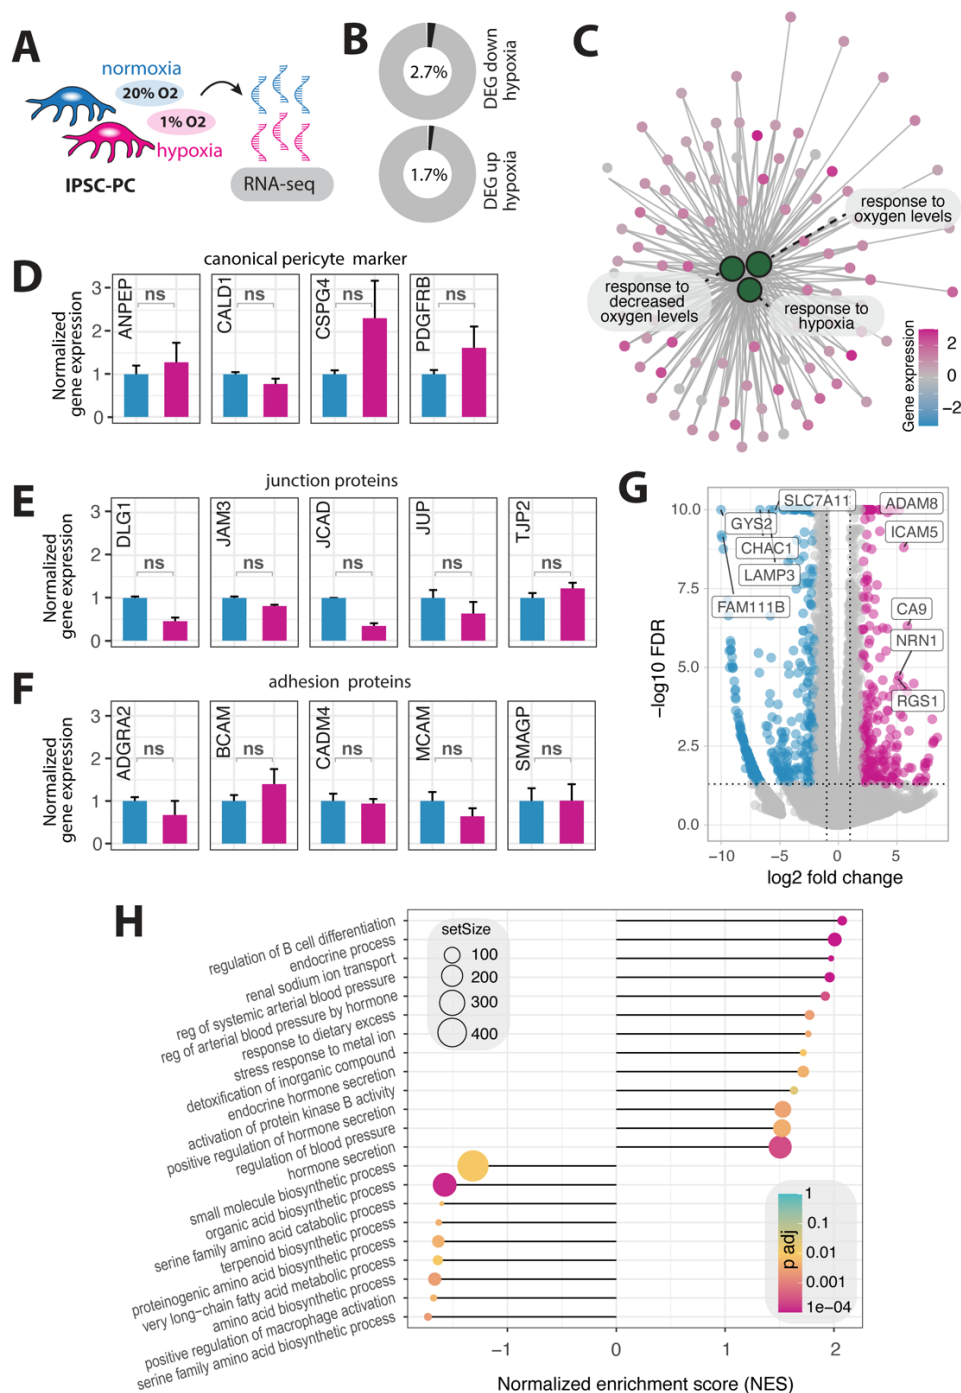 A
normoxia
20% O2
1% O2
hypoxia
IPSC-PC
RNA-seq
B
2.7%
DEG down
hypoxia
1.7%
DEG up
hypoxia
C
response to
oxygen levels
response to
decreased
oxygen levels
response to
hypoxia
Gene expression
2
0
−2
D
canonical pericyte marker
Normalized
gene expression
3
2
1
0
ANPEP
ns
CALD1
ns
CSPG4
ns
PDGFRB
ns
E
junction proteins
Normalized
gene expression
3
2
1
0
DLG1
ns
JAM3
ns
JCAD
ns
JUP
ns
TJP2
ns
F
adhesion proteins
Normalized
gene expression
3
2
1
0
ADGRA2
ns
BCAM
ns
CADM4
ns
MCAM
ns
SMAGP
ns
G
−log10 FDR
10.0
7.5
5.0
2.5
0.0
SLC7A11
GYS2
CHAC1
LAMP3
FAM111B
ADAM8
ICAM5
CA9
NRN1
RGS1
−10
−5
0
5
log2 fold change
H
regulation of B cell differentiation
endocrine process
renal sodium ion transport
reg of systemic arterial blood pressure
reg of arterial blood pressure by hormone
response to dietary excess
stress response to metal ion
detoxification of inorganic compound
endocrine hormone secretion
activation of protein kinase B activity
positive regulation of hormone secretion
regulation of blood pressure
hormone secretion
small molecule biosynthetic process
organic acid biosynthetic process
serine family amino acid catabolic process
terpenoid biosynthetic process
proteinogenic amino acid biosynthetic process
very long−chain fatty acid metabolic process
amino acid biosynthetic process
positive regulation of macrophage activation
serine family amino acid biosynthetic process
setSize
100
200
300
400
p adj
1
0.1
0.01
0.001
1e−04
−1
0
1
2
Normalized enrichment score (NES)